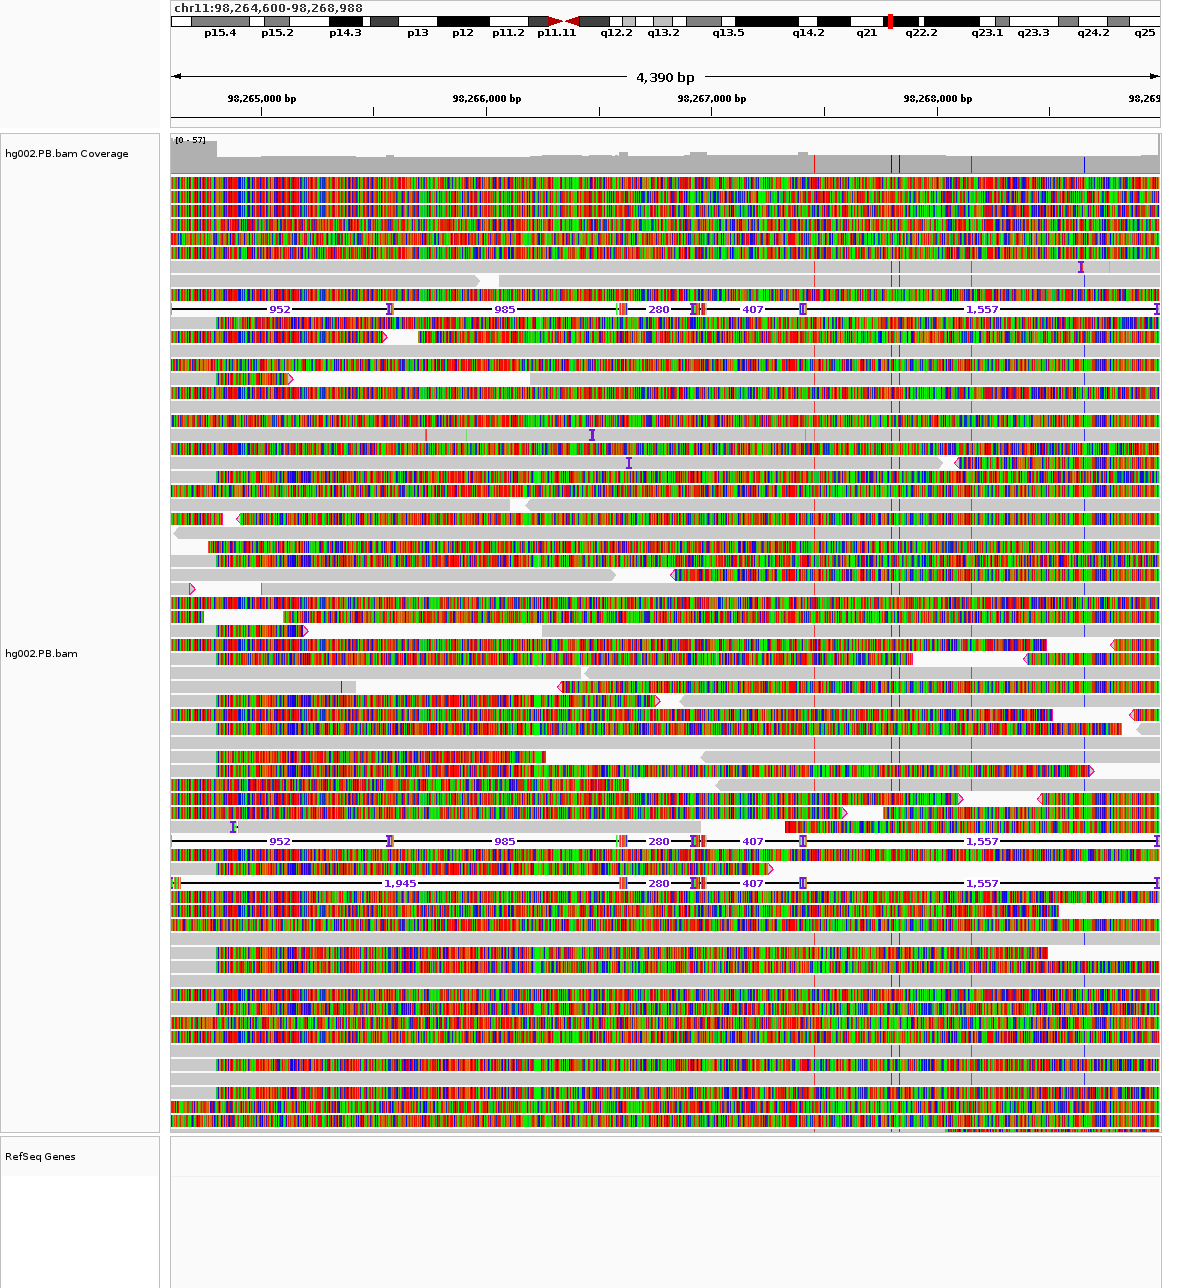 chr11:98,264,600-98,268,988
p15.4 p15.2 p14.3 p13 p12 p11.2 p11.11 q12.2 q13.2 q13.5 q14.2 q21 q22.2 q23.1 q23.3 q24.2 q25
4,390 bp
98,265,000 bp 98,266,000 bp 98,267,000 bp 98,268,000 bp 98,269
[0 - 57]
hg002.PB.bam Coverage
952 985 280 407 1,557
hg002.PB.bam
952 985 280 407 1,557
1,945 280 407 1,557
RefSeq Genes